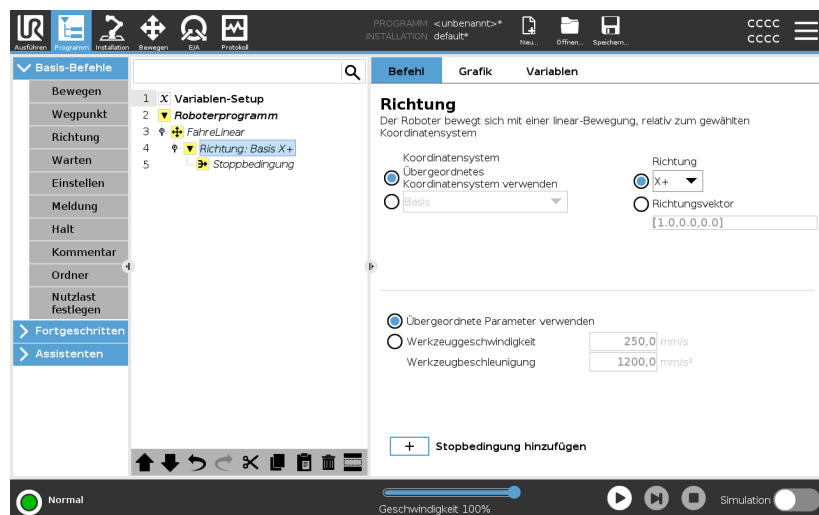 PROGRAMM <unbenannt>*
INSTALLATION default*
UR
Ausführen
Programm
Installation
Bewegen
E/A
Protokoll
Neu...
Öffnen...
Speichern...
CCCC
CCCC
Basis-Befehle
Bewegen
Wegpunkt
Richtung
Warten
Einstellen
Meldung
Halt
Kommentar
Ordner
Nutzlast
festlegen
Fortgeschritten
Assistenten
1 X Variablen-Setup
2 Roboterprogramm
3 FahreLinear
4 Richtung: Basis X+
5 Stoppbedingung
Befehl Grafik Variablen
Richtung
Der Roboter bewegt sich mit einer linear-Bewegung, relativ zum gewählten
Koordinatensystem
Koordinatensystem
Übergeordnetes
Koordinatensystem verwenden
Basis
Richtung
X+
Richtungsvektor
[1.0,0.0,0.0]
Übergeordnete Parameter verwenden
Werkzeuggeschwindigkeit 250,0 mm/s
Werkzeugbeschleunigung 1200,0 mm/s²
+ Stopbedingung hinzufügen
Normal
Geschwindigkeit 100%
Simulation